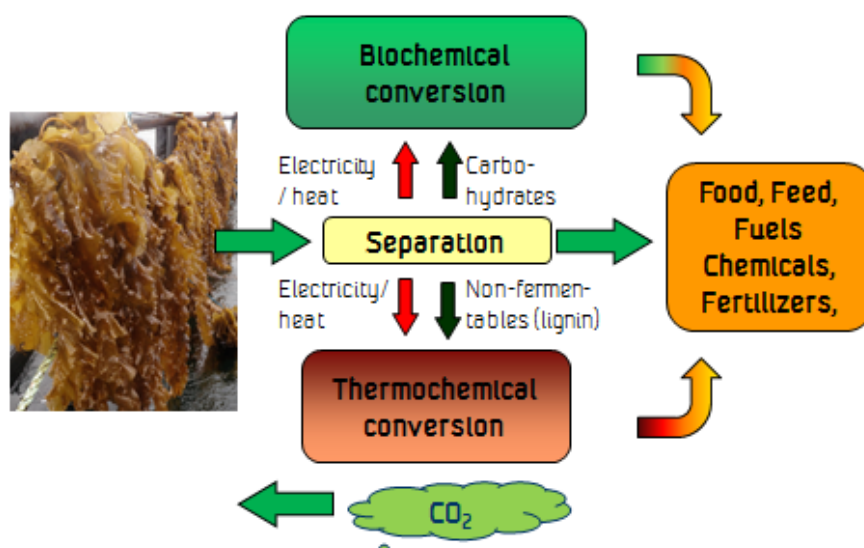 Biochemical
conversion
Electricity
/ heat
Carbo-
hydrates
Separation
Food, Feed,
Fuels
Chemicals,
Fertilizers,
Electricity/
heat
Non-fermen-
tables (lignin)
Thermochemical
conversion
CO₂